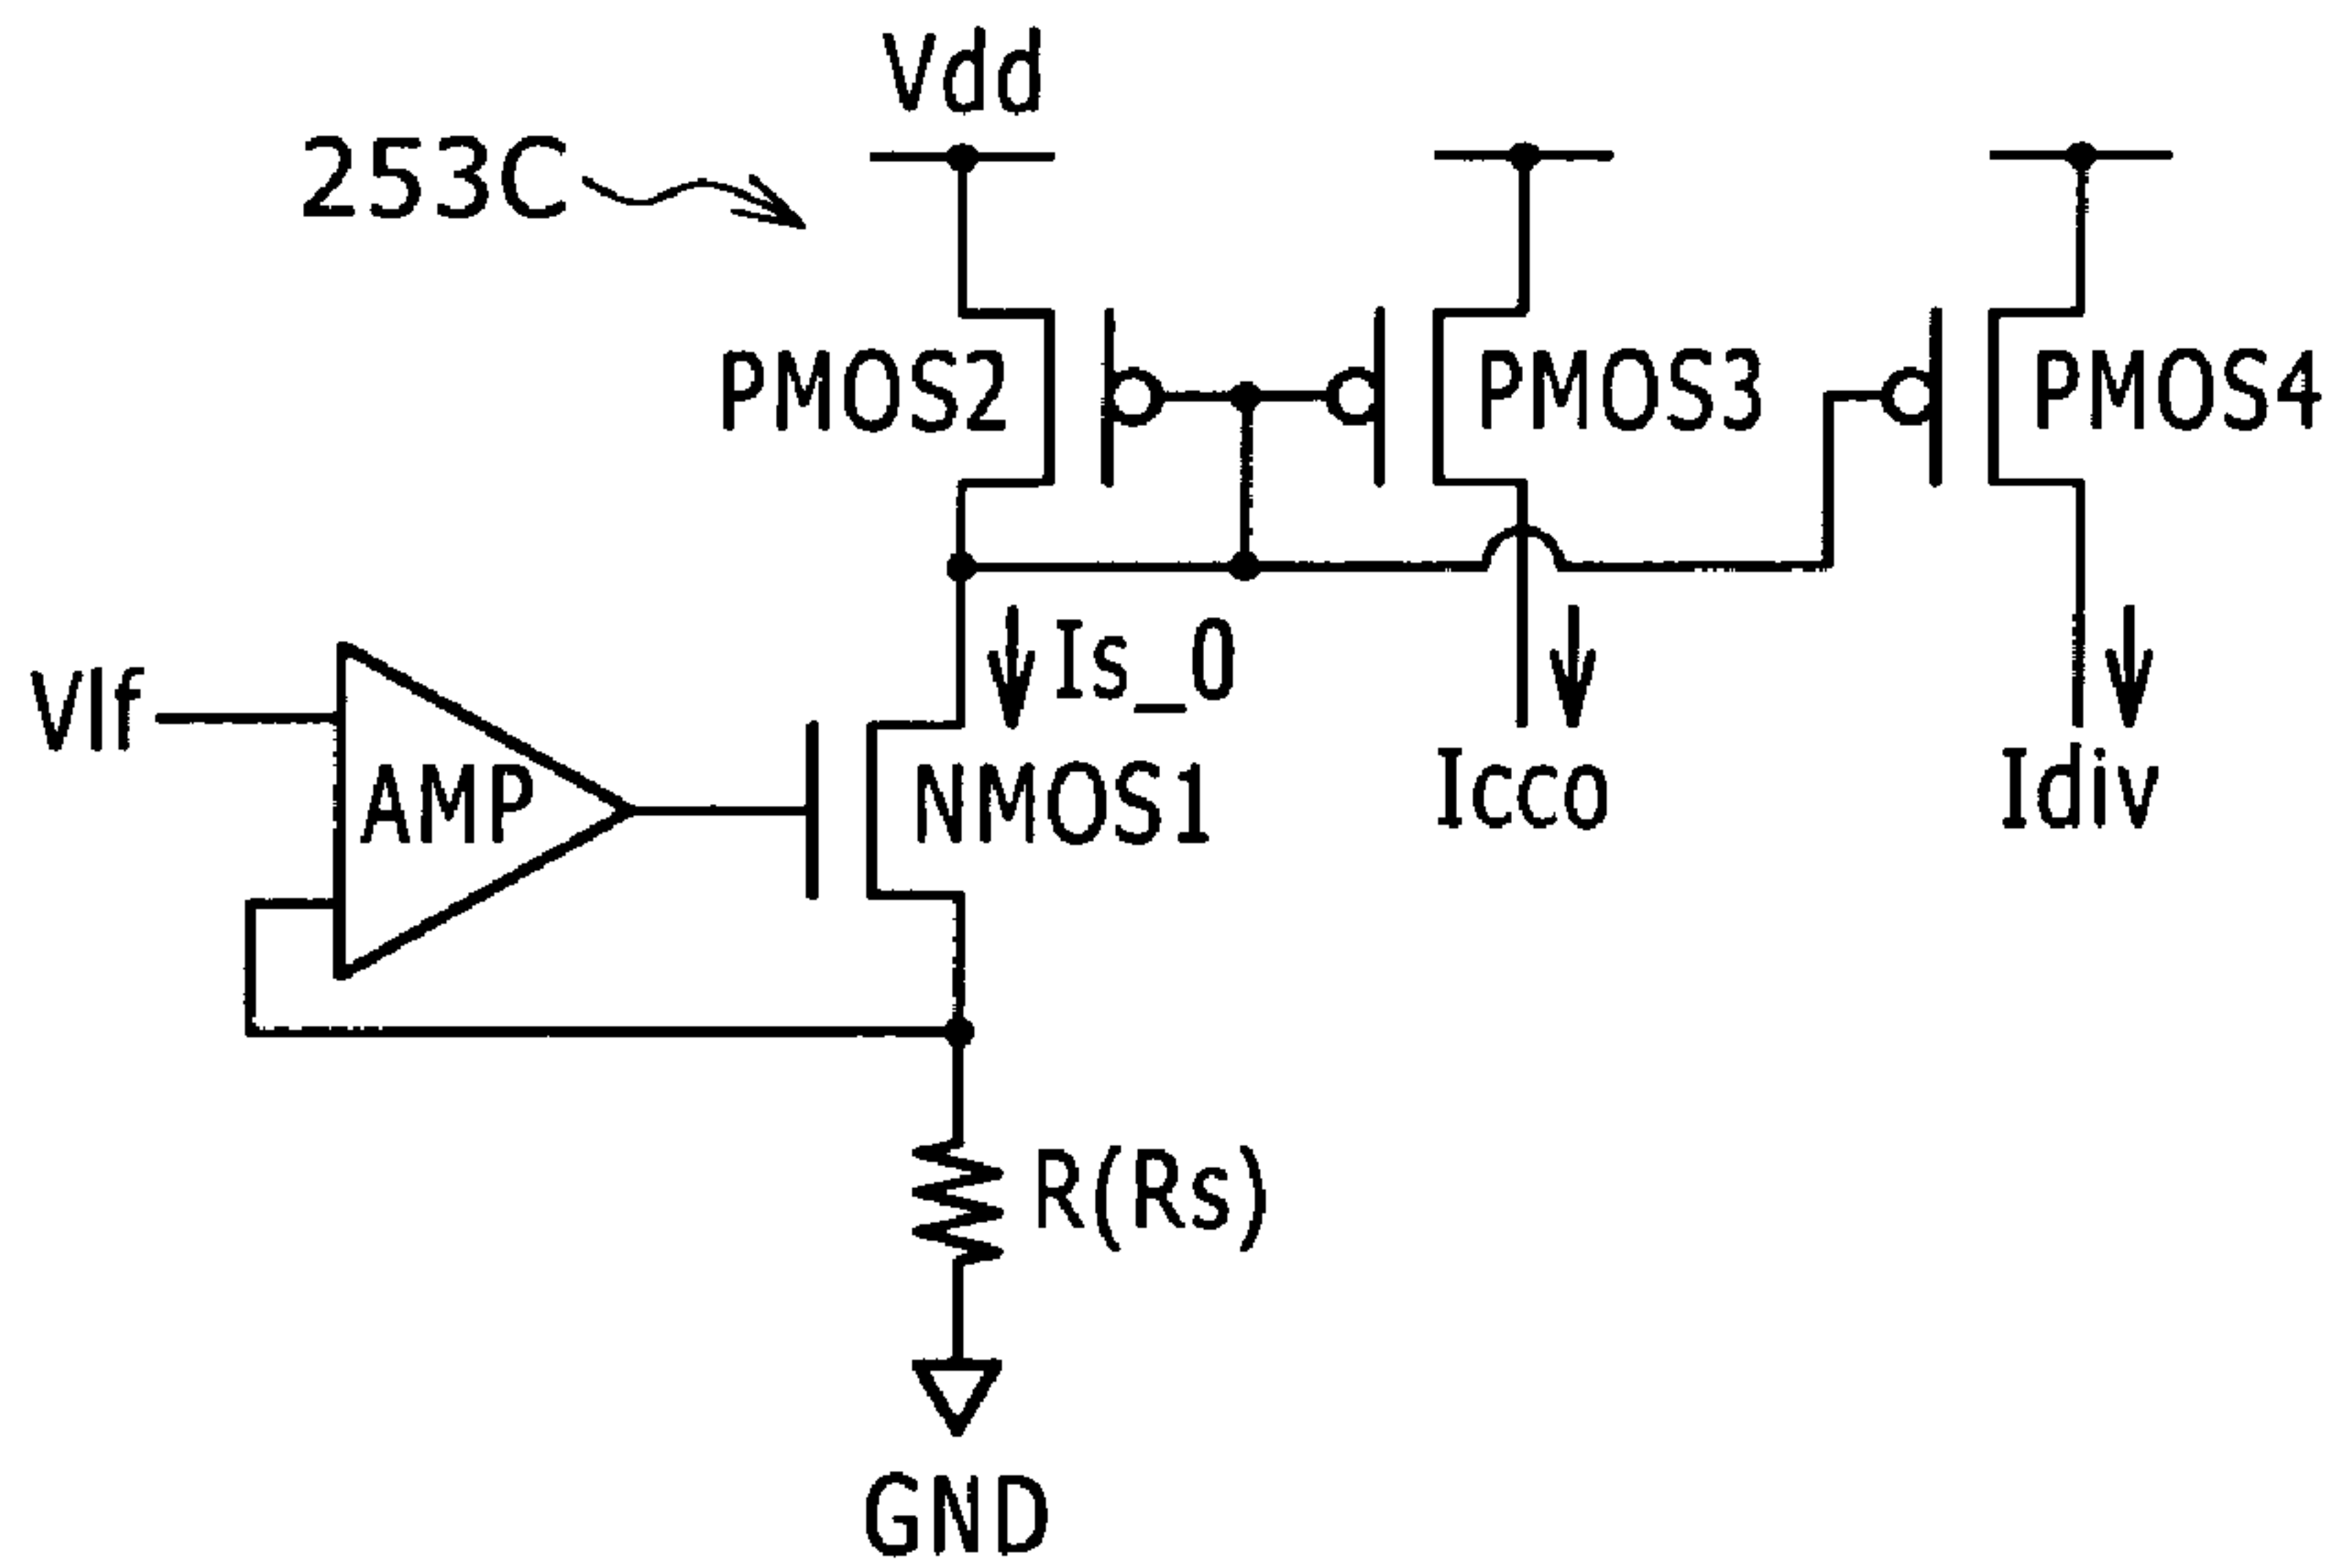 Vdd
253C
PMOS2
PMOS3
PMOS4
Is_0
Vlf
AMP
NMOS1
Icco
Idiv
R(Rs)
GND